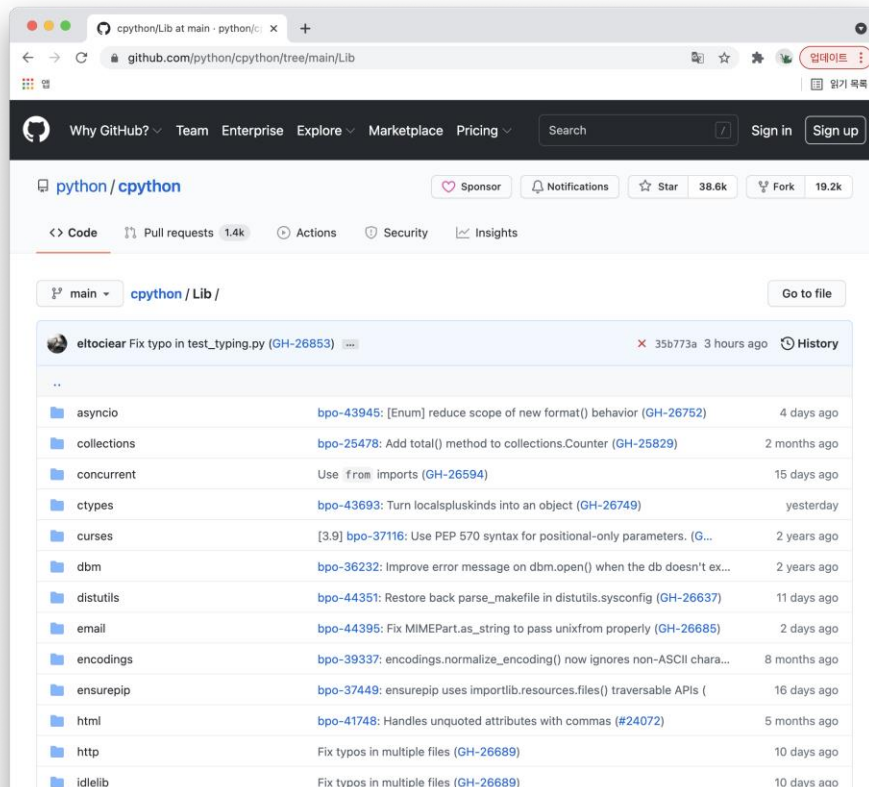 cpython/Lib at main · python/c
github.com/python/cpython/tree/main/Lib
업데이트
앱
읽기 목록
Why GitHub? Team Enterprise Explore Marketplace Pricing Search / Sign in Sign up
python / cpython Sponsor Notifications Star 38.6k Fork 19.2k
<> Code Pull requests 1.4k Actions Security Insights
main cpython / Lib / Go to file
eltociear Fix typo in test_typing.py (GH-26853) ... 35b773a 3 hours ago History
..
asyncio bpo-43945: [Enum] reduce scope of new format() behavior (GH-26752) 4 days ago
collections bpo-25478: Add total() method to collections.Counter (GH-25829) 2 months ago
concurrent Use from imports (GH-26594) 15 days ago
ctypes bpo-43693: Turn localspluskinds into an object (GH-26749) yesterday
curses [3.9] bpo-37116: Use PEP 570 syntax for positional-only parameters. (G... 2 years ago
dbm bpo-36232: Improve error message on dbm.open() when the db doesn't ex... 2 years ago
distutils bpo-44351: Restore back parse_makefile in distutils.sysconfig (GH-26637) 11 days ago
email bpo-44395: Fix MIMEPart.as_string to pass unixfrom properly (GH-26685) 2 days ago
encodings bpo-39337: encodings.normalize_encoding() now ignores non-ASCII chara... 8 months ago
ensurepip bpo-37449: ensurepip uses importlib.resources.files() traversable APIs ( 16 days ago
html bpo-41748: Handles unquoted attributes with commas (#24072) 5 months ago
http Fix typos in multiple files (GH-26689) 10 days ago
idlelib Fix typos in multiple files (GH-26689) 10 days ago